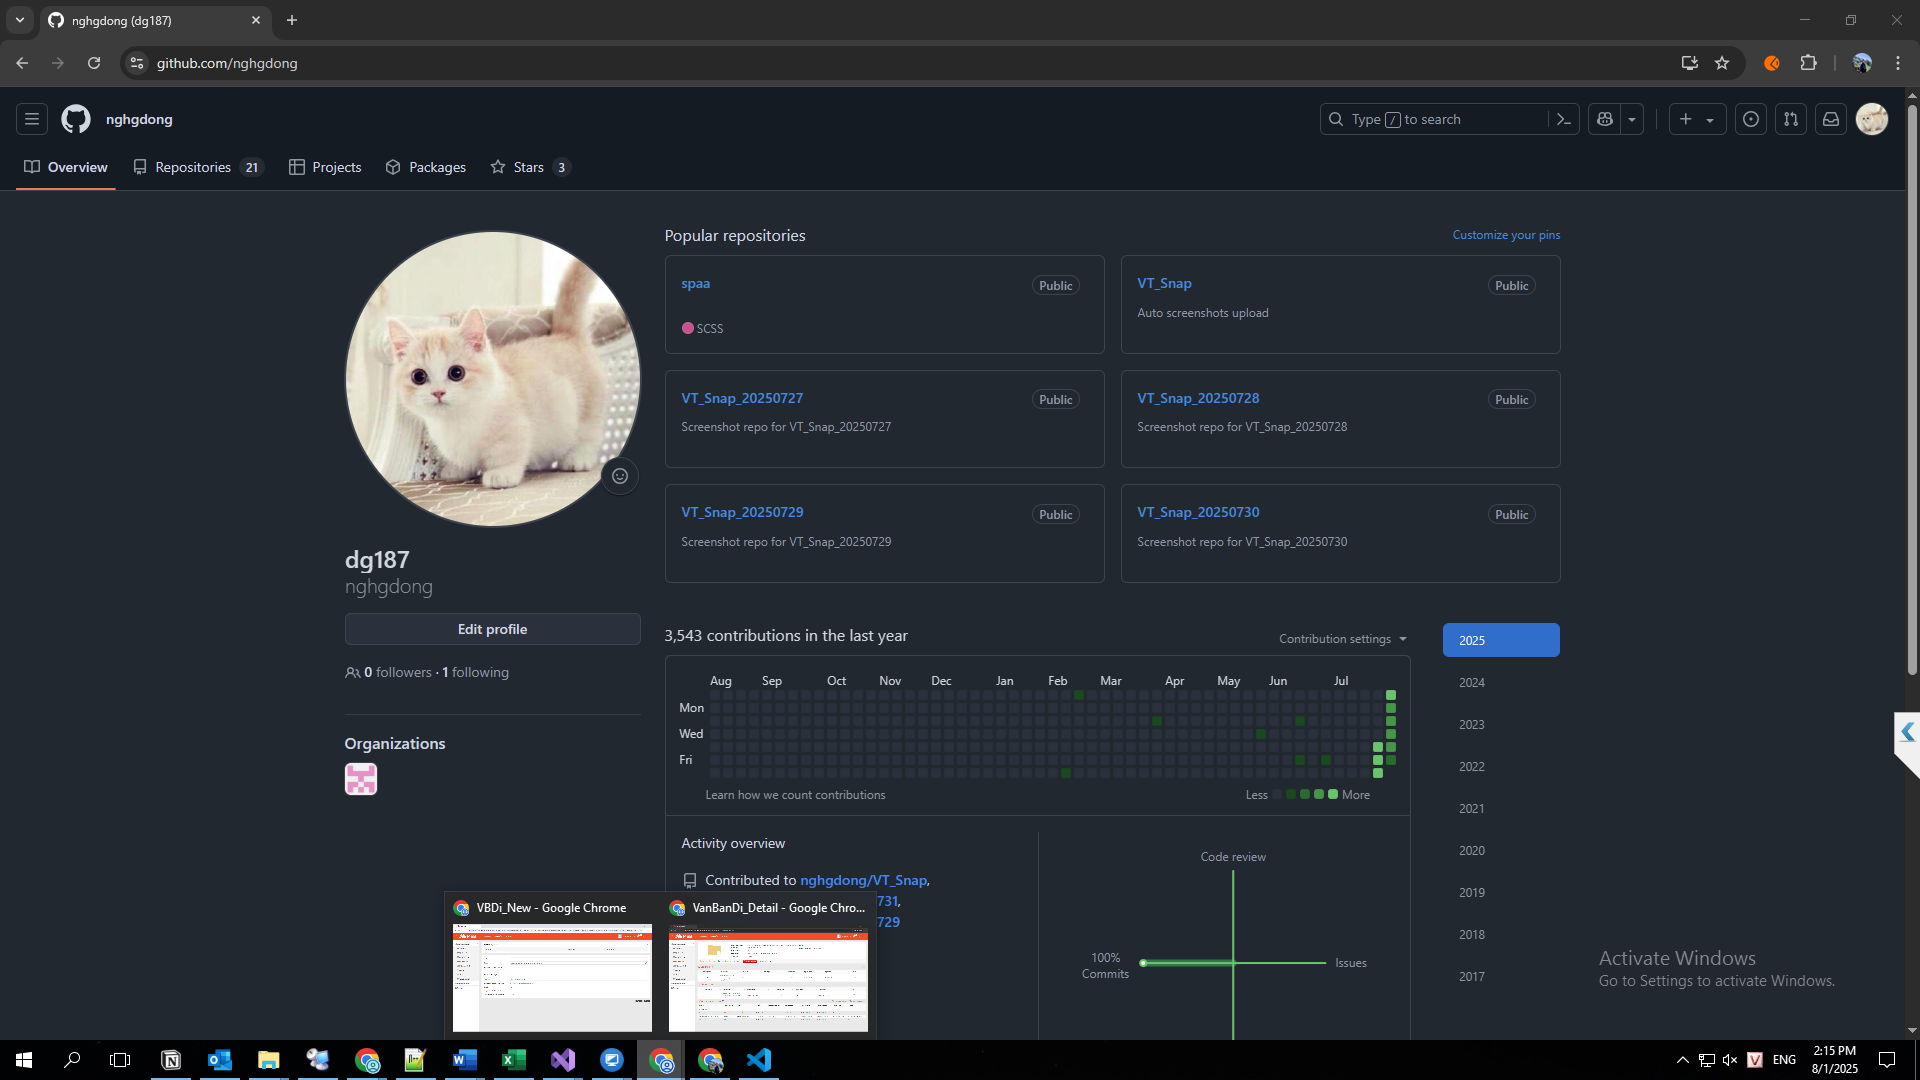 nghgdong (dg187)
github.com/nghgdong
nghgdong
Type / to search
Overview
Repositories 21
Projects
Packages
Stars 3
Popular repositories
Customize your pins
spaa
Public
SCSS
VT_Snap
Public
Auto screenshots upload
VT_Snap_20250727
Public
Screenshot repo for VT_Snap_20250727
VT_Snap_20250728
Public
Screenshot repo for VT_Snap_20250728
VT_Snap_20250729
Public
Screenshot repo for VT_Snap_20250729
VT_Snap_20250730
Public
Screenshot repo for VT_Snap_20250730
dg187
nghgdong
Edit profile
0 followers · 1 following
Organizations
3,543 contributions in the last year
Contribution settings
Aug Sep Oct Nov Dec Jan Feb Mar Apr May Jun Jul
Mon
Wed
Fri
Learn how we count contributions
Less More
2025
2024
2023
2022
2021
2020
2019
2018
2017
Activity overview
Contributed to nghgdong/VT_Snap,
731,
729
Code review
100%
Commits
Issues
VBDi_New - Google Chrome
VanBanDi_Detail - Google Chro...
Activate Windows
Go to Settings to activate Windows.
ENG
2:15 PM
8/1/2025